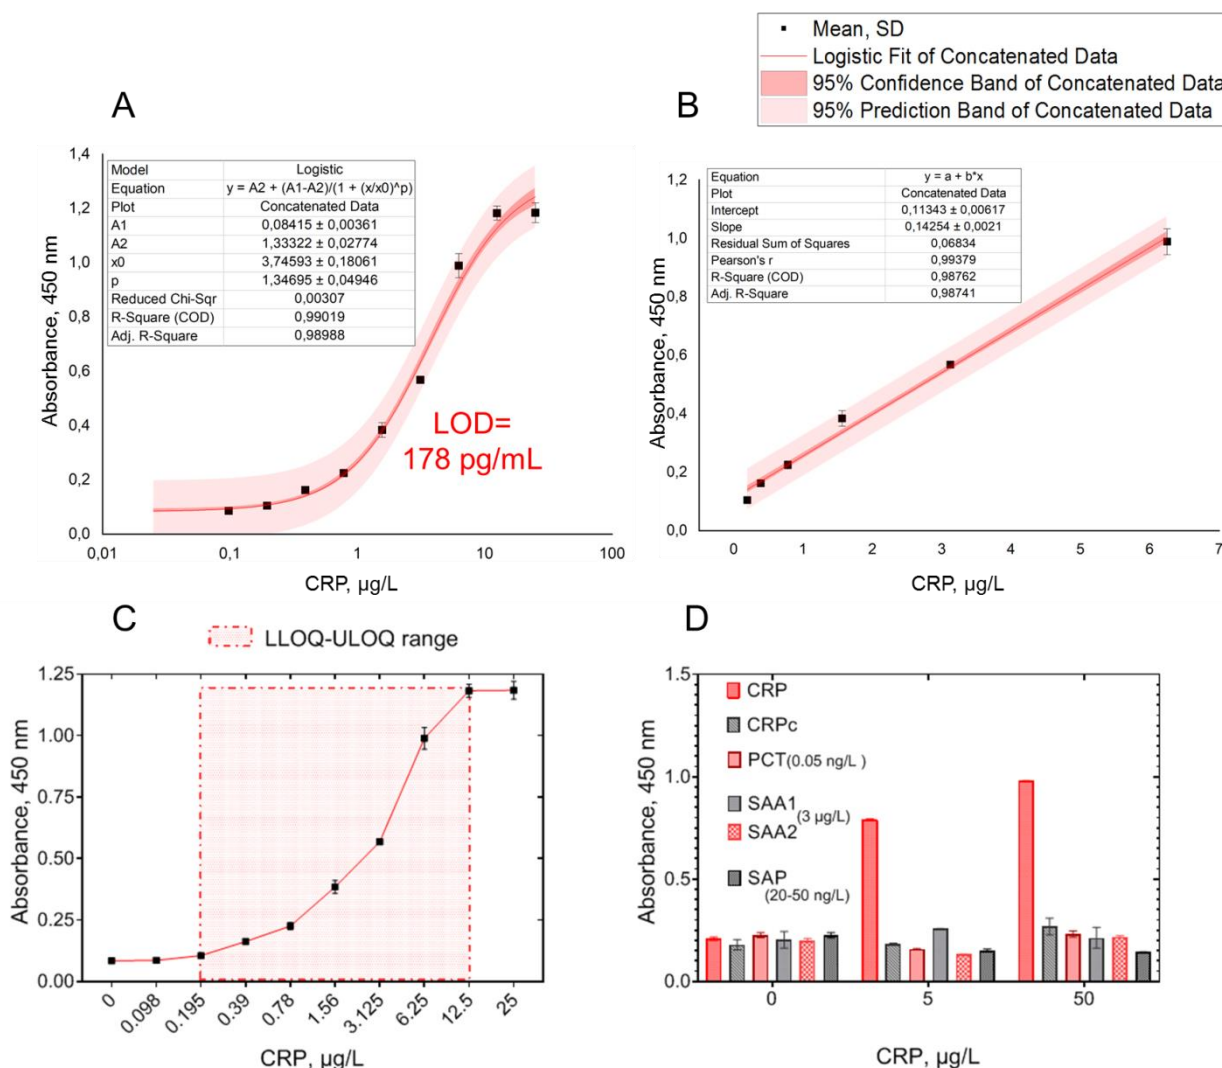 Mean, SD
Logistic Fit of Concatenated Data
95% Confidence Band of Concatenated Data
95% Prediction Band of Concatenated Data
A
Model Logistic
Equation y = A2 + (A1-A2)/(1 + (x/x0)^p)
Plot Concatenated Data
A1 0,08415 ± 0,00361
A2 1,33322 ± 0,02774
x0 3,74593 ± 0,18061
p 1,34695 ± 0,04946
Reduced Chi-Sqr 0,00307
R-Square (COD) 0,99019
Adj. R-Square 0,98988
LOD=
178 pg/mL
Absorbance, 450 nm
1,4
1,2
1,0
0,8
0,6
0,4
0,2
0,0
0,01 0,1 1 10 100
CRP, µg/L
B
Equation y = a + b*x
Plot Concatenated Data
Intercept 0,11343 ± 0,00617
Slope 0,14254 ± 0,0021
Residual Sum of Squares 0,06834
Pearson's r 0,99379
R-Square (COD) 0,98762
Adj. R-Square 0,98741
Absorbance, 450 nm
1,2
1,0
0,8
0,6
0,4
0,2
0,0
0 1 2 3 4 5 6 7
CRP, µg/L
C
LLOQ-ULOQ range
Absorbance, 450 nm
1.25
1.00
0.75
0.50
0.25
0.00
0 0.098 0.195 0.39 0.78 1.56 3.125 6.25 12.5 25
CRP, µg/L
D
CRP
CRPc
PCT (0.05 ng/L )
SAA1
(3 µg/L)
SAA2
SAP
(20-50 ng/L)
Absorbance, 450 nm
1.5
1.0
0.5
0.0
0 5 50
CRP, µg/L